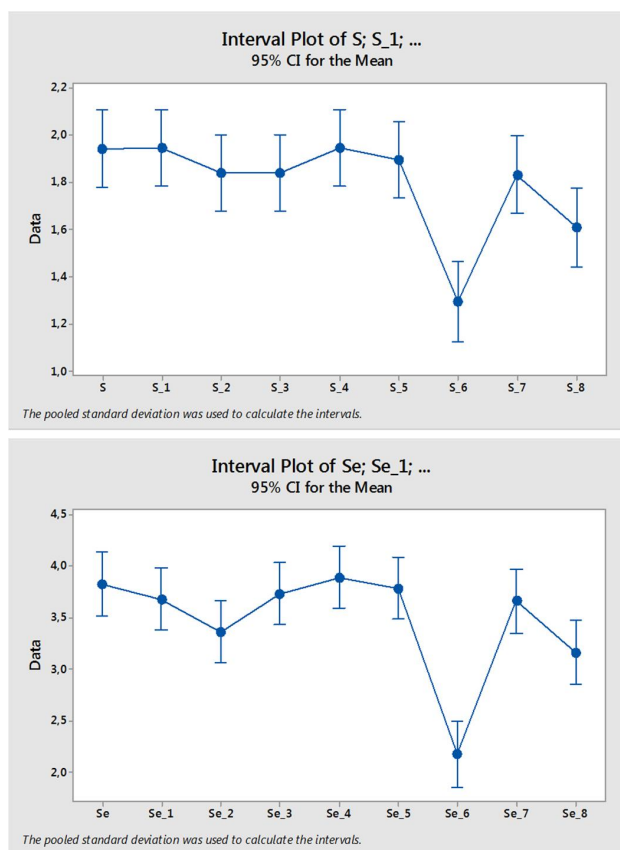 Interval Plot of S; S_1; ...
95% CI for the Mean
2,2
2,0
1,8
1,6
1,4
1,2
1,0
Data
S S_1 S_2 S_3 S_4 S_5 S_6 S_7 S_8
The pooled standard deviation was used to calculate the intervals.
Interval Plot of Se; Se_1; ...
95% CI for the Mean
4,5
4,0
3,5
3,0
2,5
2,0
Data
Se Se_1 Se_2 Se_3 Se_4 Se_5 Se_6 Se_7 Se_8
The pooled standard deviation was used to calculate the intervals.